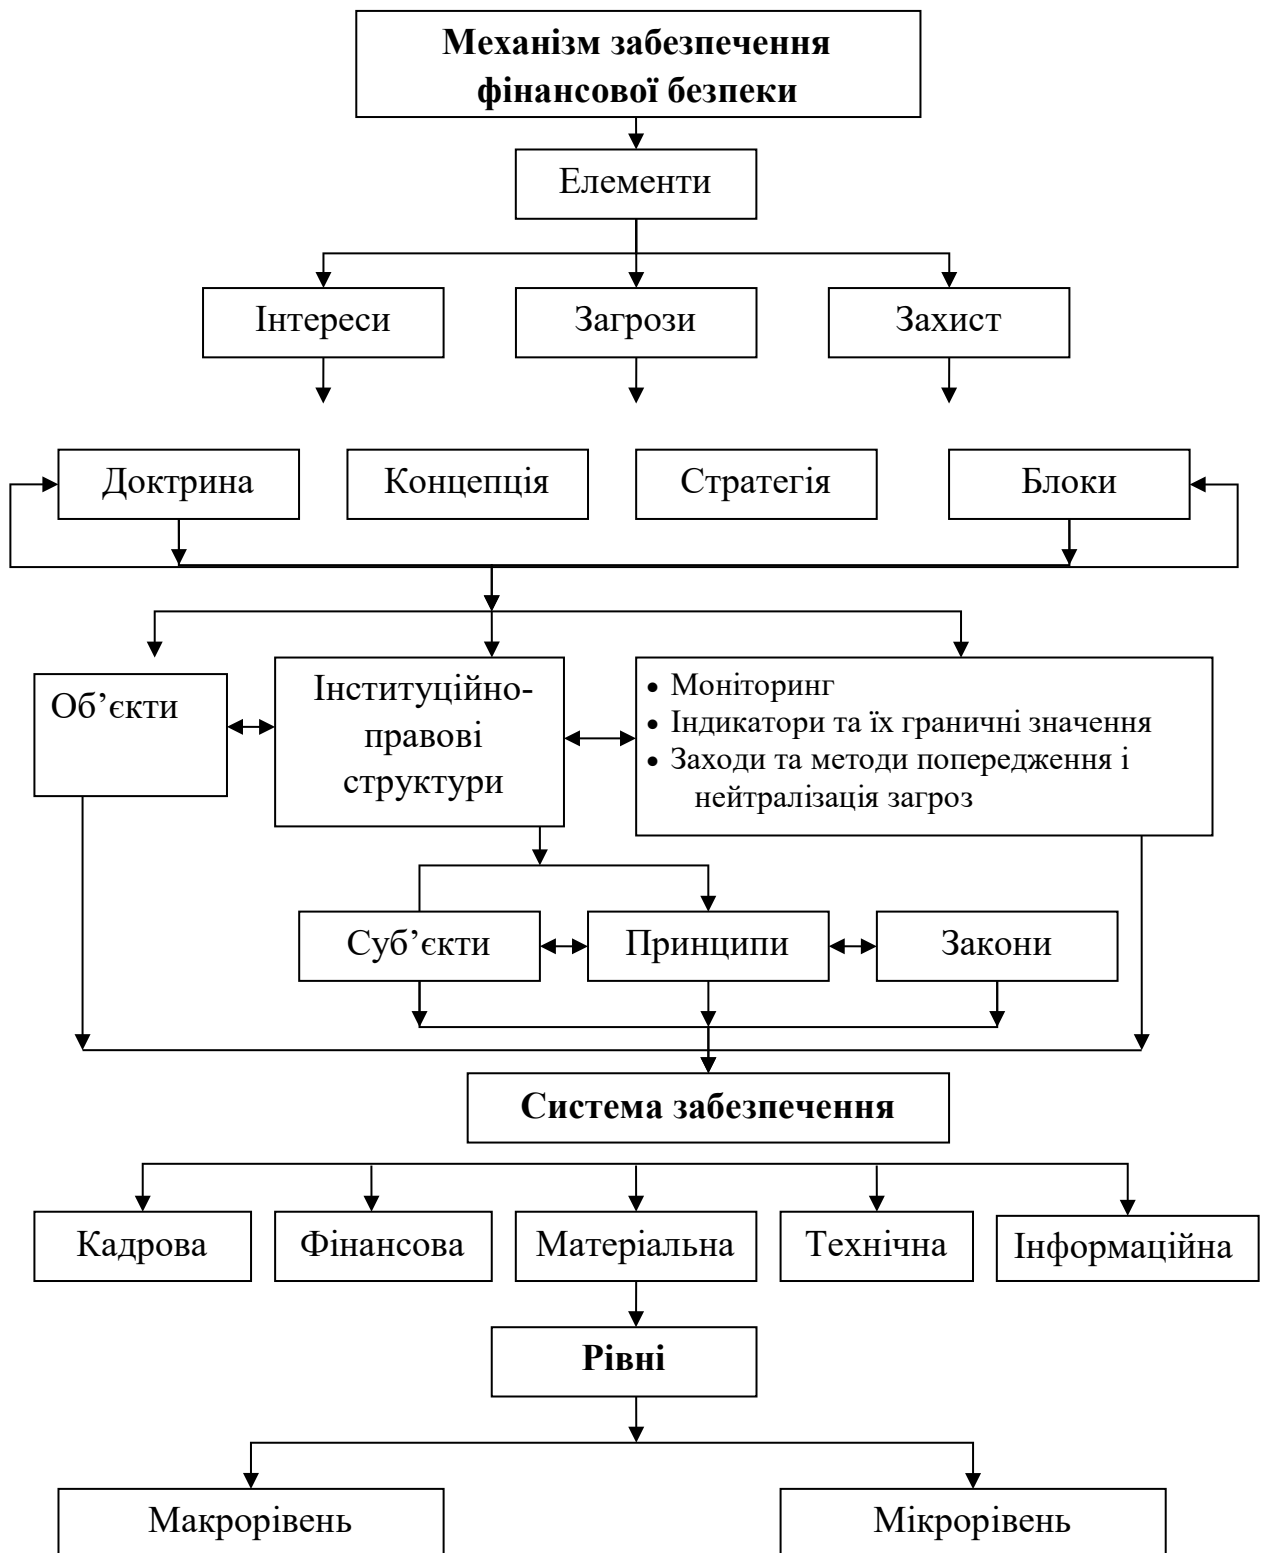 Механізм забезпечення
фінансової безпеки
Елементи
Інтереси
Загрози
Захист
Доктрина
Концепція
Стратегія
Блоки
Об’єкти
Інституційно-
правові
структури
• Моніторинг
• Індикатори та їх граничні значення
• Заходи та методи попередження і
нейтралізація загроз
Суб’єкти
Принципи
Закони
Система забезпечення
Кадрова
Фінансова
Матеріальна
Технічна
Інформаційна
Рівні
Макрорівень
Мікрорівень